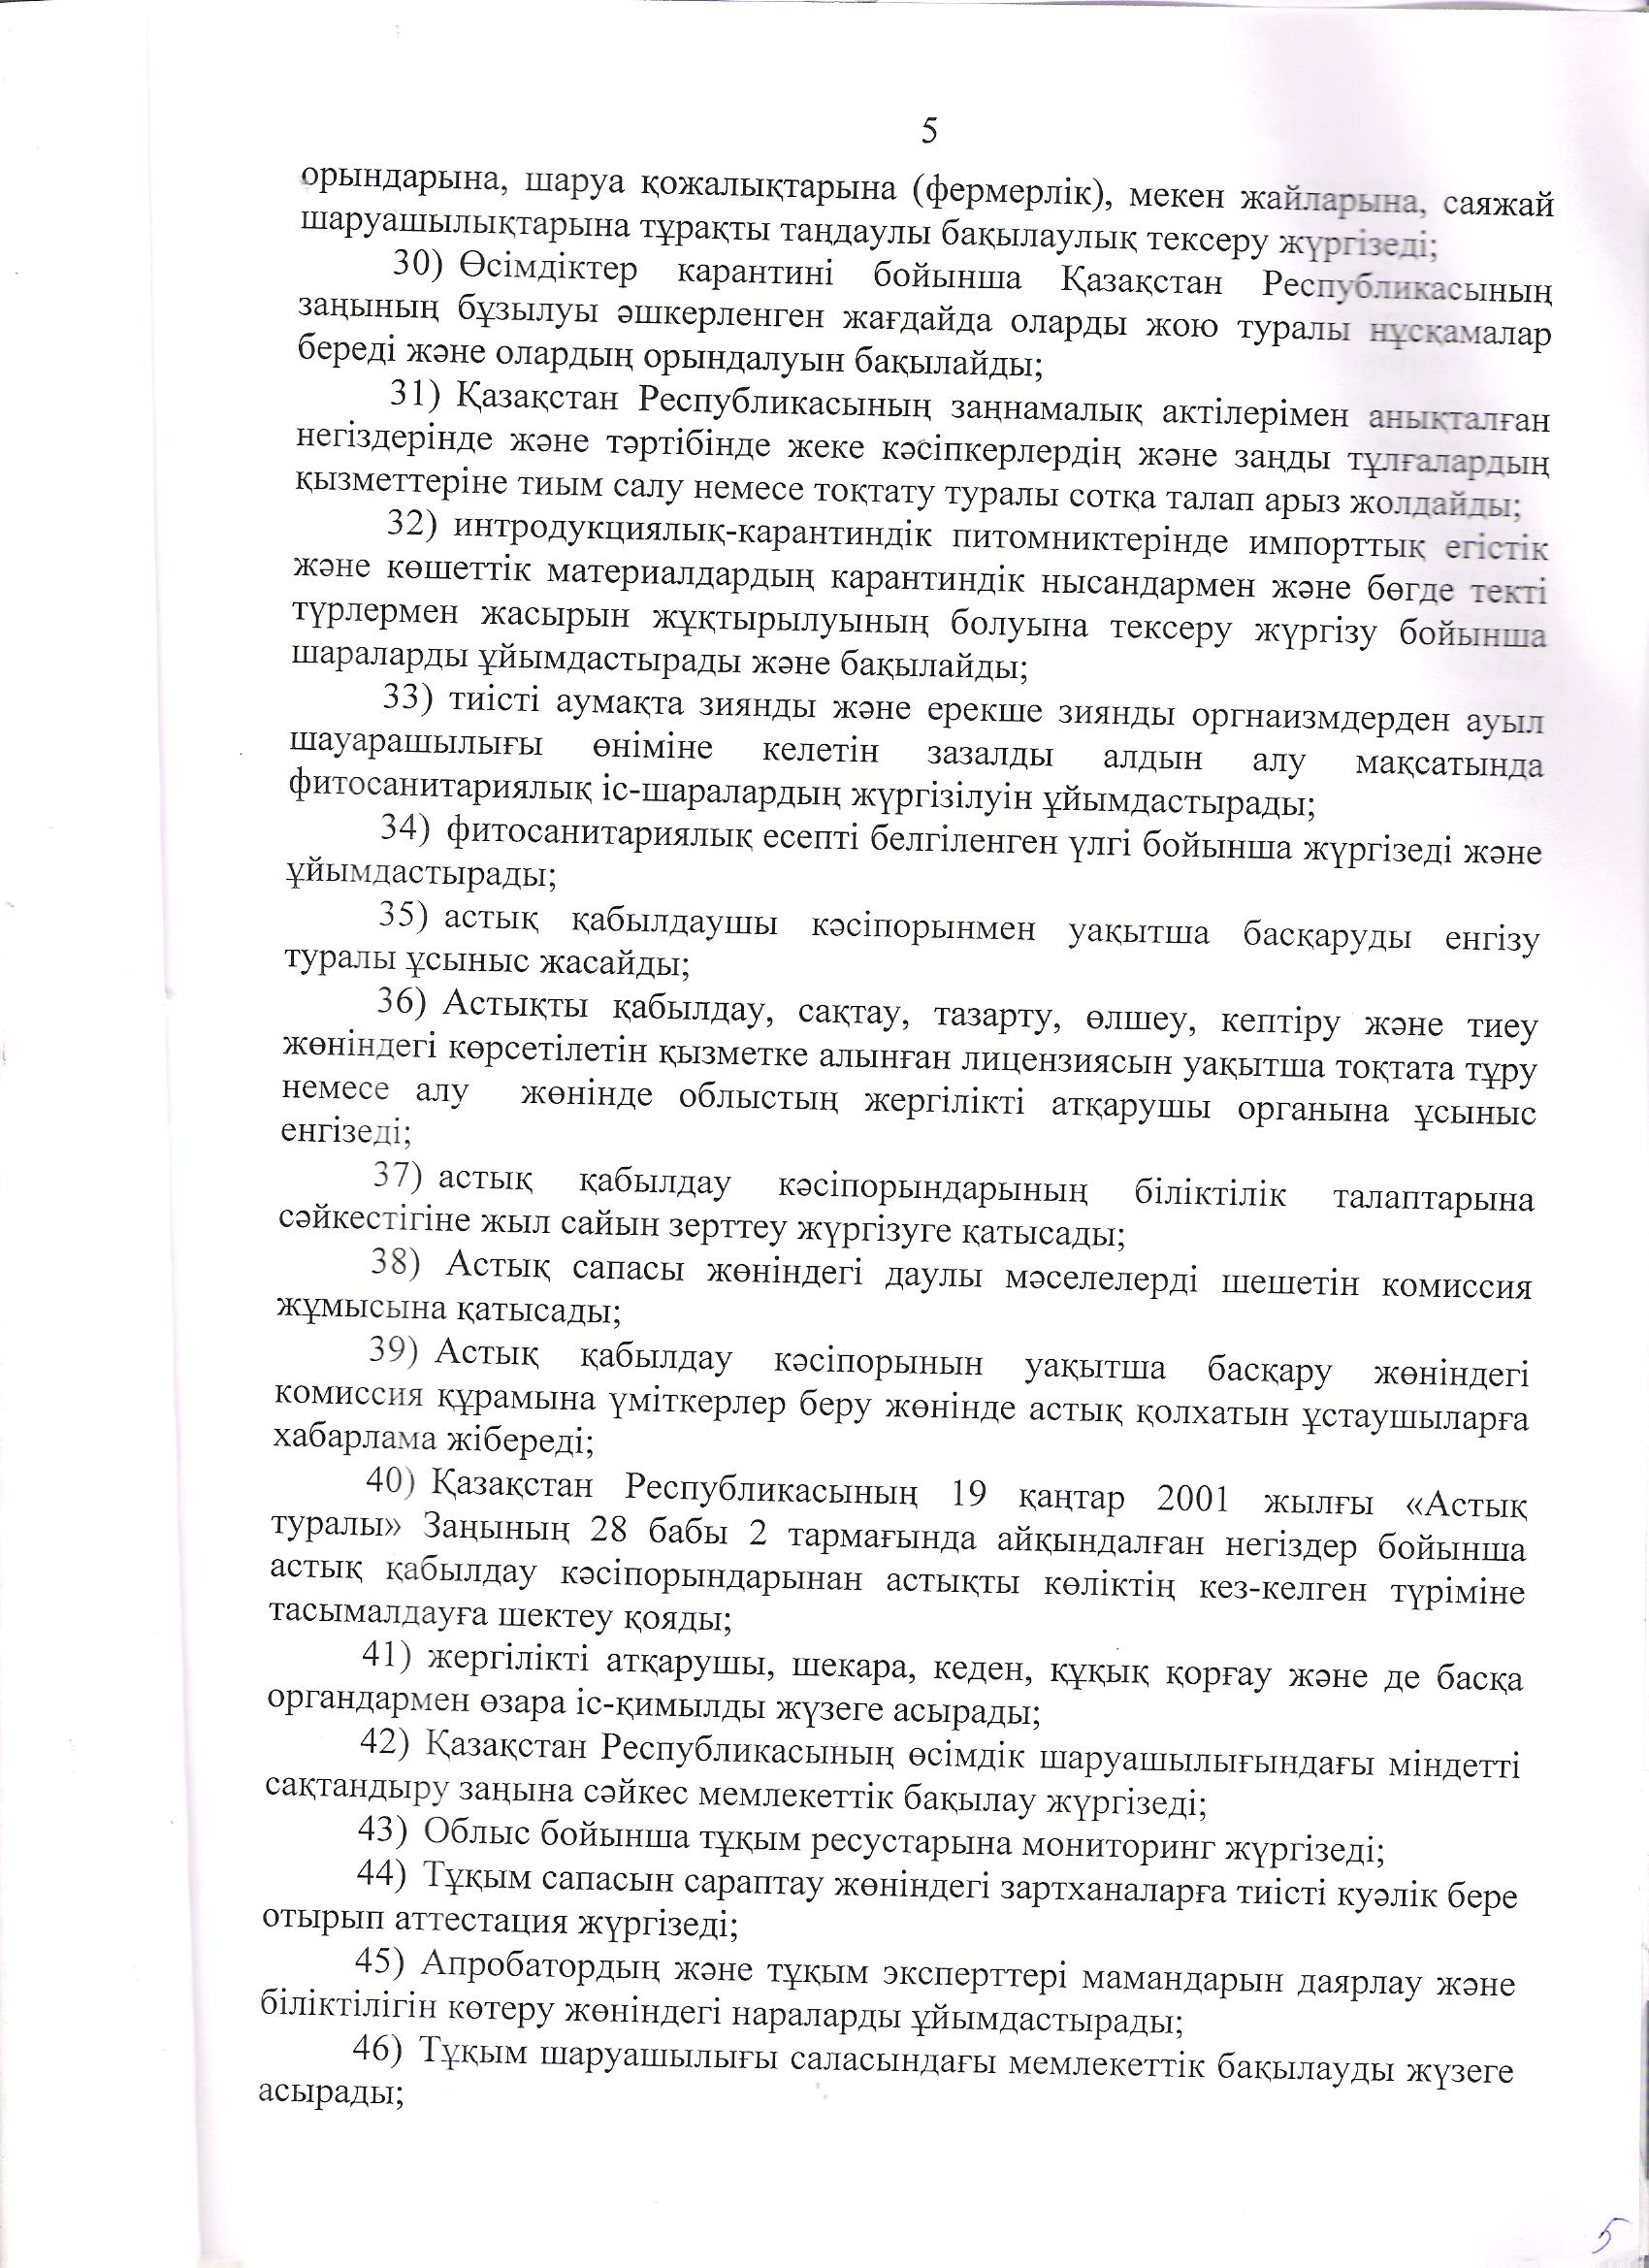 5
орындарына, шаруа қожалықтарына (фермерлік), мекен жайларына, саяжай
шаруашылықтарына тұрақты таңдаулы бақылаулық тексеру жүргізеді;
30) Өсімдіктер карантині бойынша Қазақстан Республикасының
заңының бұзылуы әшкерленген жағдайда оларды жою туралы нұсқамалар
береді және олардың орындалуын бақылайды;
31) Қазақстан Республикасының заңнамалық актілерімен анықталған
негіздерінде және тәртібінде жеке кәсіпкерлердің және заңды тұлғалардың
қызметтеріне тиым салу немесе тоқтату туралы сотқа талап арыз жолдайды;
32) интродукциялық-карантиндік питомниктерінде импорттық егістік
және көшеттік материалдардың карантиндік нысандармен және бөгде текті
түрлермен жасырын жұқтырылуының болуына тексеру жүргізу бойынша
шараларды ұйымдастырады және бақылайды;
33) тиісті аумақта зиянды және ерекше зиянды оргнаизмдерден ауыл
шауарашылығы өніміне келетін зазалды алдын алу мақсатында
фитосанитариялық іс-шаралардың жүргізілуін ұйымдастырады;
34) фитосанитариялық есепті белгіленген үлгі бойынша жүргізеді және
ұйымдастырады;
35) астық қабылдаушы кәсіпорынмен уақытша басқаруды енгізу
туралы ұсыныс жасайды;
36) Астықты қабылдау, сақтау, тазарту, өлшеу, кептіру және тиеу
жөніндегі көрсетілетін қызметке алынған лицензиясын уақытша тоқтата тұру
немесе алу жөнінде облыстың жергілікті атқарушы органына ұсыныс
енгізеді;
37) астық қабылдау кәсіпорындарының біліктілік талаптарына
сәйкестігіне жыл сайын зерттеу жүргізуге қатысады;
38) Астық сапасы жөніндегі даулы мәселелерді шешетін комиссия
жұмысына қатысады;
39) Астық қабылдау кәсіпорынын уақытша басқару жөніндегі
комиссия құрамына үміткерлер беру жөнінде астық қолхатын ұстаушыларға
хабарлама жібереді;
40) Қазақстан Республикасының 19 қаңтар 2001 жылғы «Астық
туралы» Заңының 28 бабы 2 тармағында айқындалған негіздер бойынша
астық қабылдау кәсіпорындарынан астықты көліктің кез-келген түріміне
тасымалдауға шектеу қояды;
41) жергілікті атқарушы, шекара, кеден, құқық қорғау және де басқа
органдармен өзара іс-қимылды жүзеге асырады;
42) Қазақстан Республикасының өсімдік шаруашылығындағы міндетті
сақтандыру заңына сәйкес мемлекеттік бақылау жүргізеді;
43) Облыс бойынша тұқым ресустарына мониторинг жүргізеді;
44) Тұқым сапасын сараптау жөніндегі зартханаларға тиісті куәлік бере
отырып аттестация жүргізеді;
45) Апробатордың және тұқым эксперттері мамандарын даярлау және
біліктілігін көтеру жөніндегі нараларды ұйымдастырады;
46) Тұқым шаруашылығы саласындағы мемлекеттік бақылауды жүзеге
асырады;
5